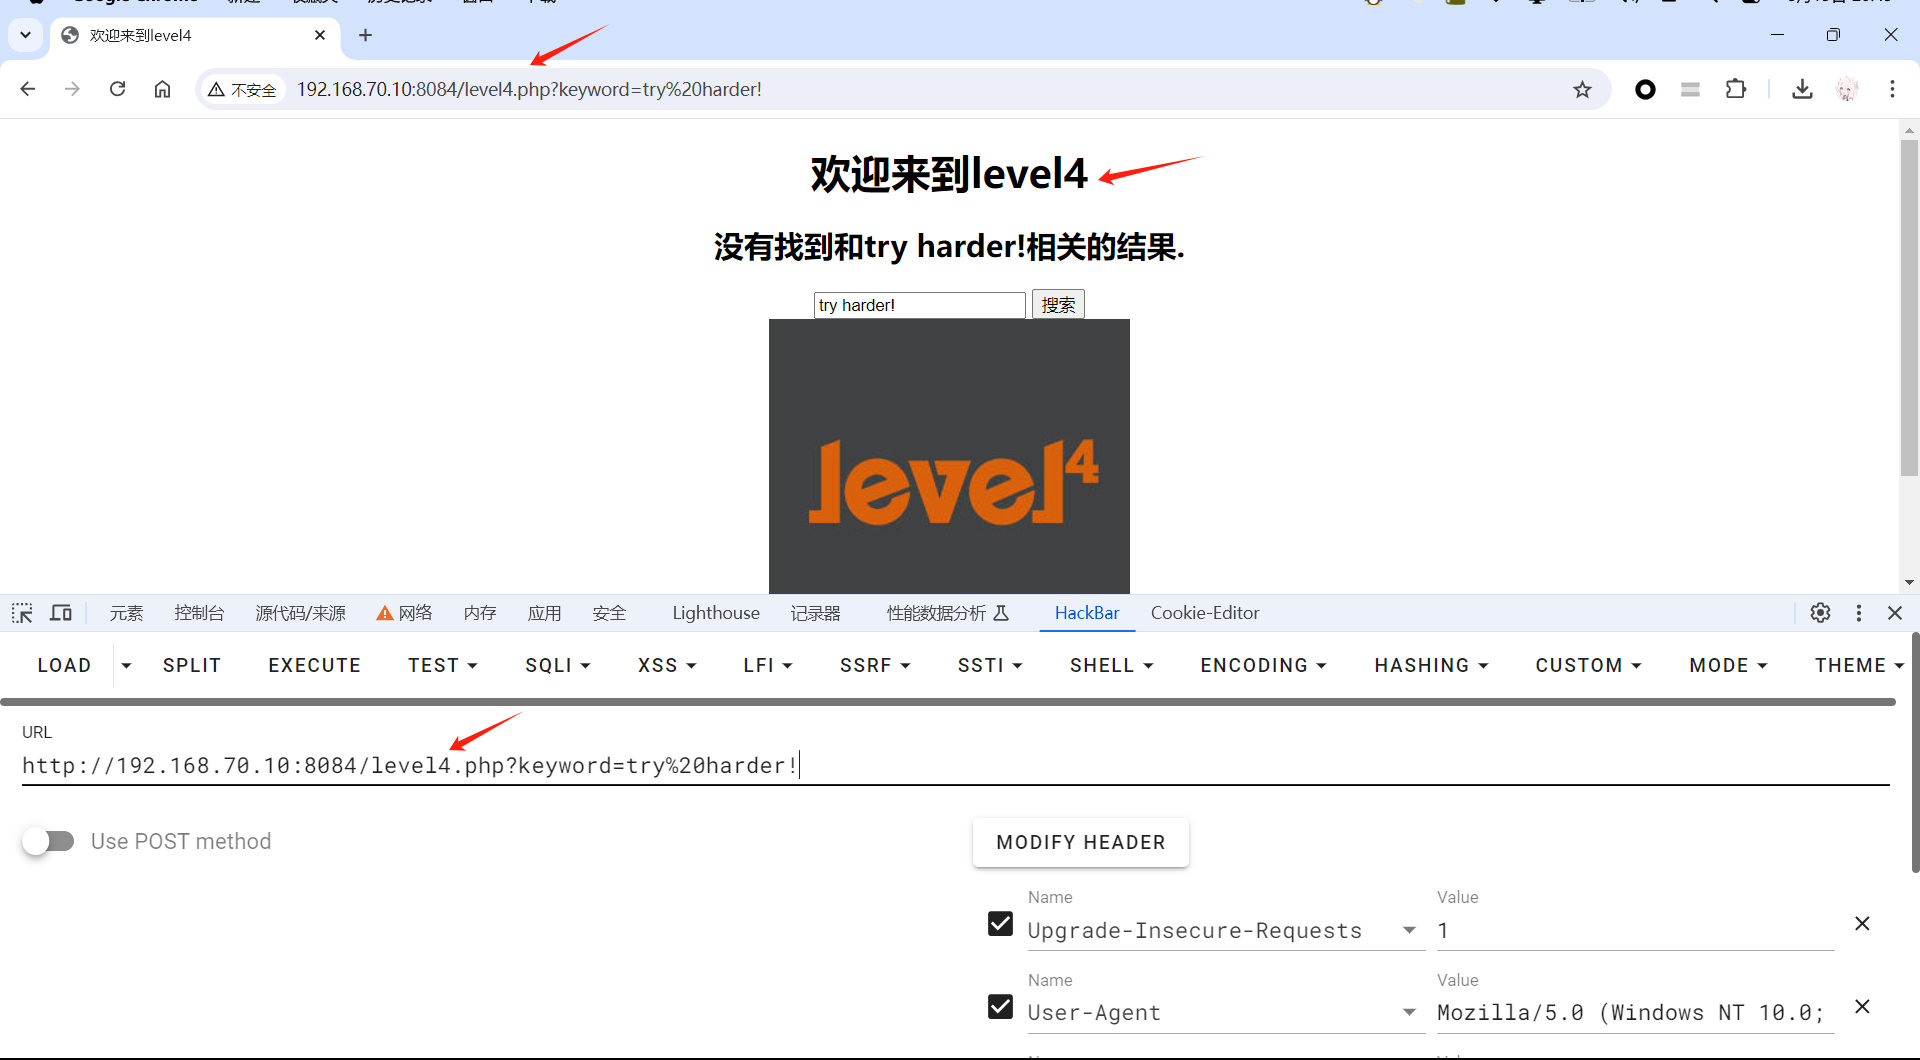 Google Chrome
欢迎来到level4
不安全 192.168.70.10:8084/level4.php?keyword=try%20harder!
欢迎来到level4
没有找到和try harder!相关的结果.
try harder! 搜索
level4
元素 控制台 源代码/来源 网络 内存 应用 安全 Lighthouse 记录器 性能数据分析 HackBar Cookie-Editor
LOAD SPLIT EXECUTE TEST SQLI XSS LFI SSRF SSTI SHELL ENCODING HASHING CUSTOM MODE THEME
URL
http://192.168.70.10:8084/level4.php?keyword=try%20harder!
Use POST method
MODIFY HEADER
Name Value
Upgrade-Insecure-Requests 1
Name Value
User-Agent Mozilla/5.0 (Windows NT 10.0;